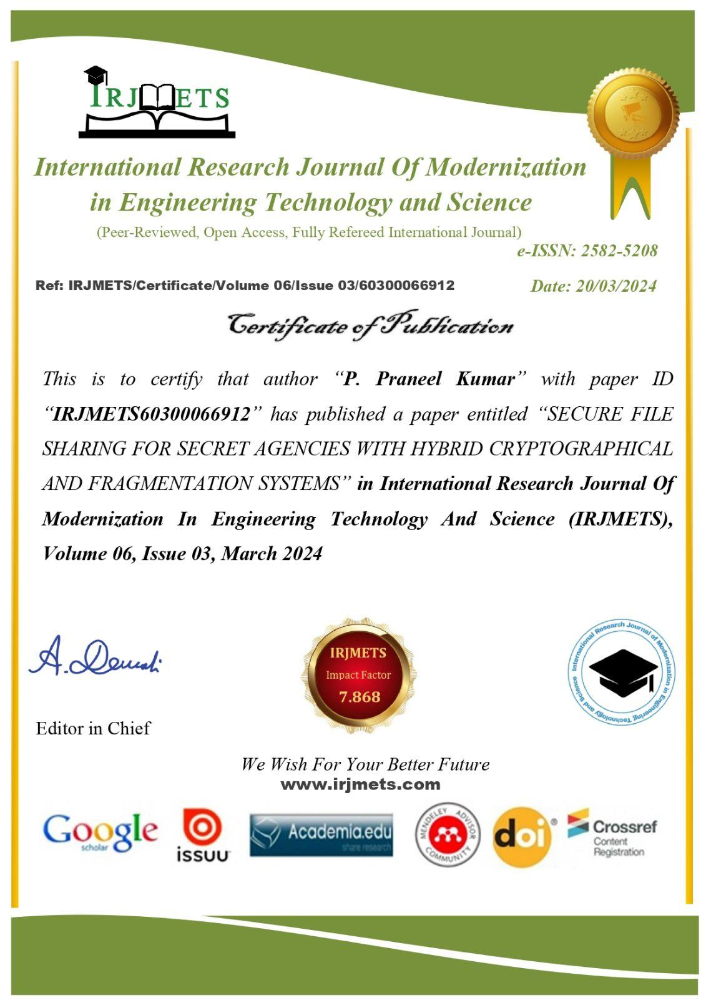 IRJMETS
International Research Journal Of Modernization
in Engineering Technology and Science
(Peer-Reviewed, Open Access, Fully Refereed International Journal)
e-ISSN: 2582-5208
Ref: IRJMETS/Certificate/Volume 06/Issue 03/60300066912
Date: 20/03/2024
Certificate of Publication
This is to certify that author “P. Praneel Kumar” with paper ID
“IRJMETS60300066912” has published a paper entitled “SECURE FILE
SHARING FOR SECRET AGENCIES WITH HYBRID CRYPTOGRAPHICAL
AND FRAGMENTATION SYSTEMS” in International Research Journal Of
Modernization In Engineering Technology And Science (IRJMETS),
Volume 06, Issue 03, March 2024
IRJMETS
Impact Factor
7.868
International Research Journal of Modernization in Engineering Technology and Science
Editor in Chief
We Wish For Your Better Future
www.irjmets.com
Google
scholar
issuu
Academia.edu
share research
MENDELEY ADVISOR
COMMUNITY
doi®
Crossref
Content
Registration